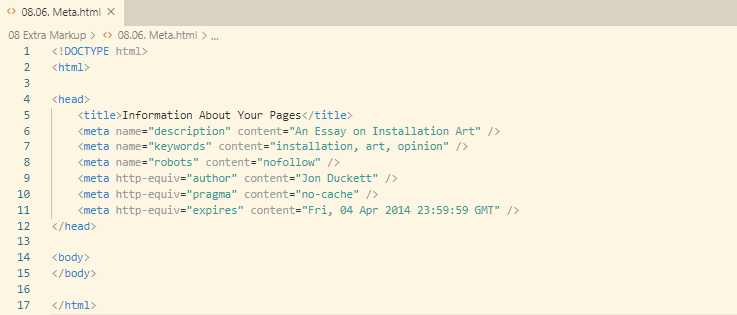 <> 08.06. Meta.html ×
08 Extra Markup > <> 08.06. Meta.html > ...
1 <!DOCTYPE html>
2 <html>
3
4 <head>
5     <title>Information About Your Pages</title>
6     <meta name="description" content="An Essay on Installation Art" />
7     <meta name="keywords" content="installation, art, opinion" />
8     <meta name="robots" content="nofollow" />
9     <meta http-equiv="author" content="Jon Duckett" />
10     <meta http-equiv="pragma" content="no-cache" />
11     <meta http-equiv="expires" content="Fri, 04 Apr 2014 23:59:59 GMT" />
12 </head>
13
14 <body>
15 </body>
16
17 </html>